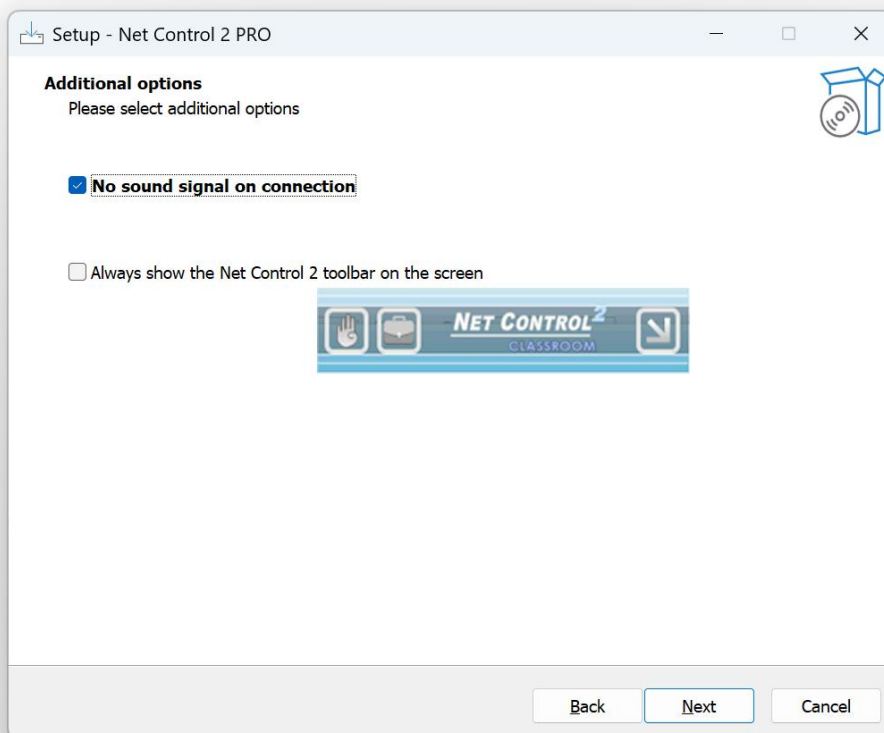 Setup - Net Control 2 PRO
Additional options
Please select additional options
No sound signal on connection
Always show the Net Control 2 toolbar on the screen
NET CONTROL 2
CLASSROOM
Back
Next
Cancel